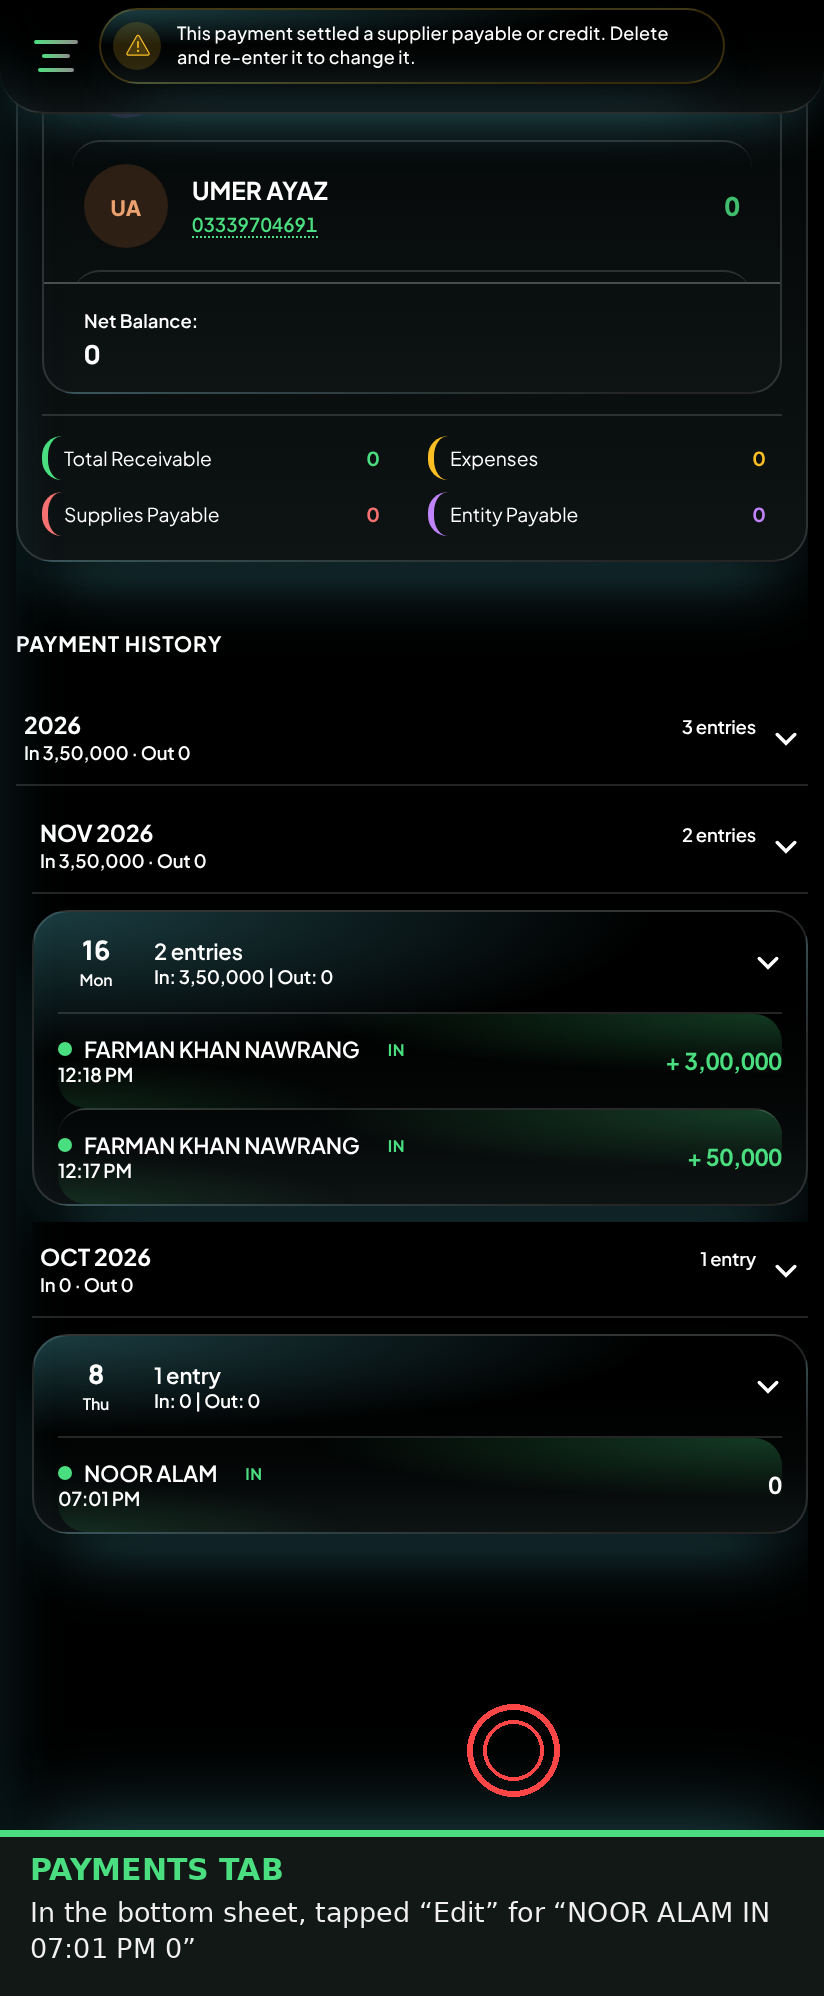 This payment settled a supplier payable or credit. Delete
and re-enter it to change it.
UA
UMER AYAZ
03339704691
0
Net Balance:
0
Total Receivable 0
Expenses 0
Supplies Payable 0
Entity Payable 0
PAYMENT HISTORY
2026
3 entries
In 3,50,000 · Out 0
NOV 2026
2 entries
In 3,50,000 · Out 0
16
Mon
2 entries
In: 3,50,000 | Out: 0
FARMAN KHAN NAWRANG IN
12:18 PM
+ 3,00,000
FARMAN KHAN NAWRANG IN
12:17 PM
+ 50,000
OCT 2026
1 entry
In 0 · Out 0
8
Thu
1 entry
In: 0 | Out: 0
NOOR ALAM IN
07:01 PM
0
PAYMENTS TAB
In the bottom sheet, tapped “Edit” for “NOOR ALAM IN
07:01 PM 0”